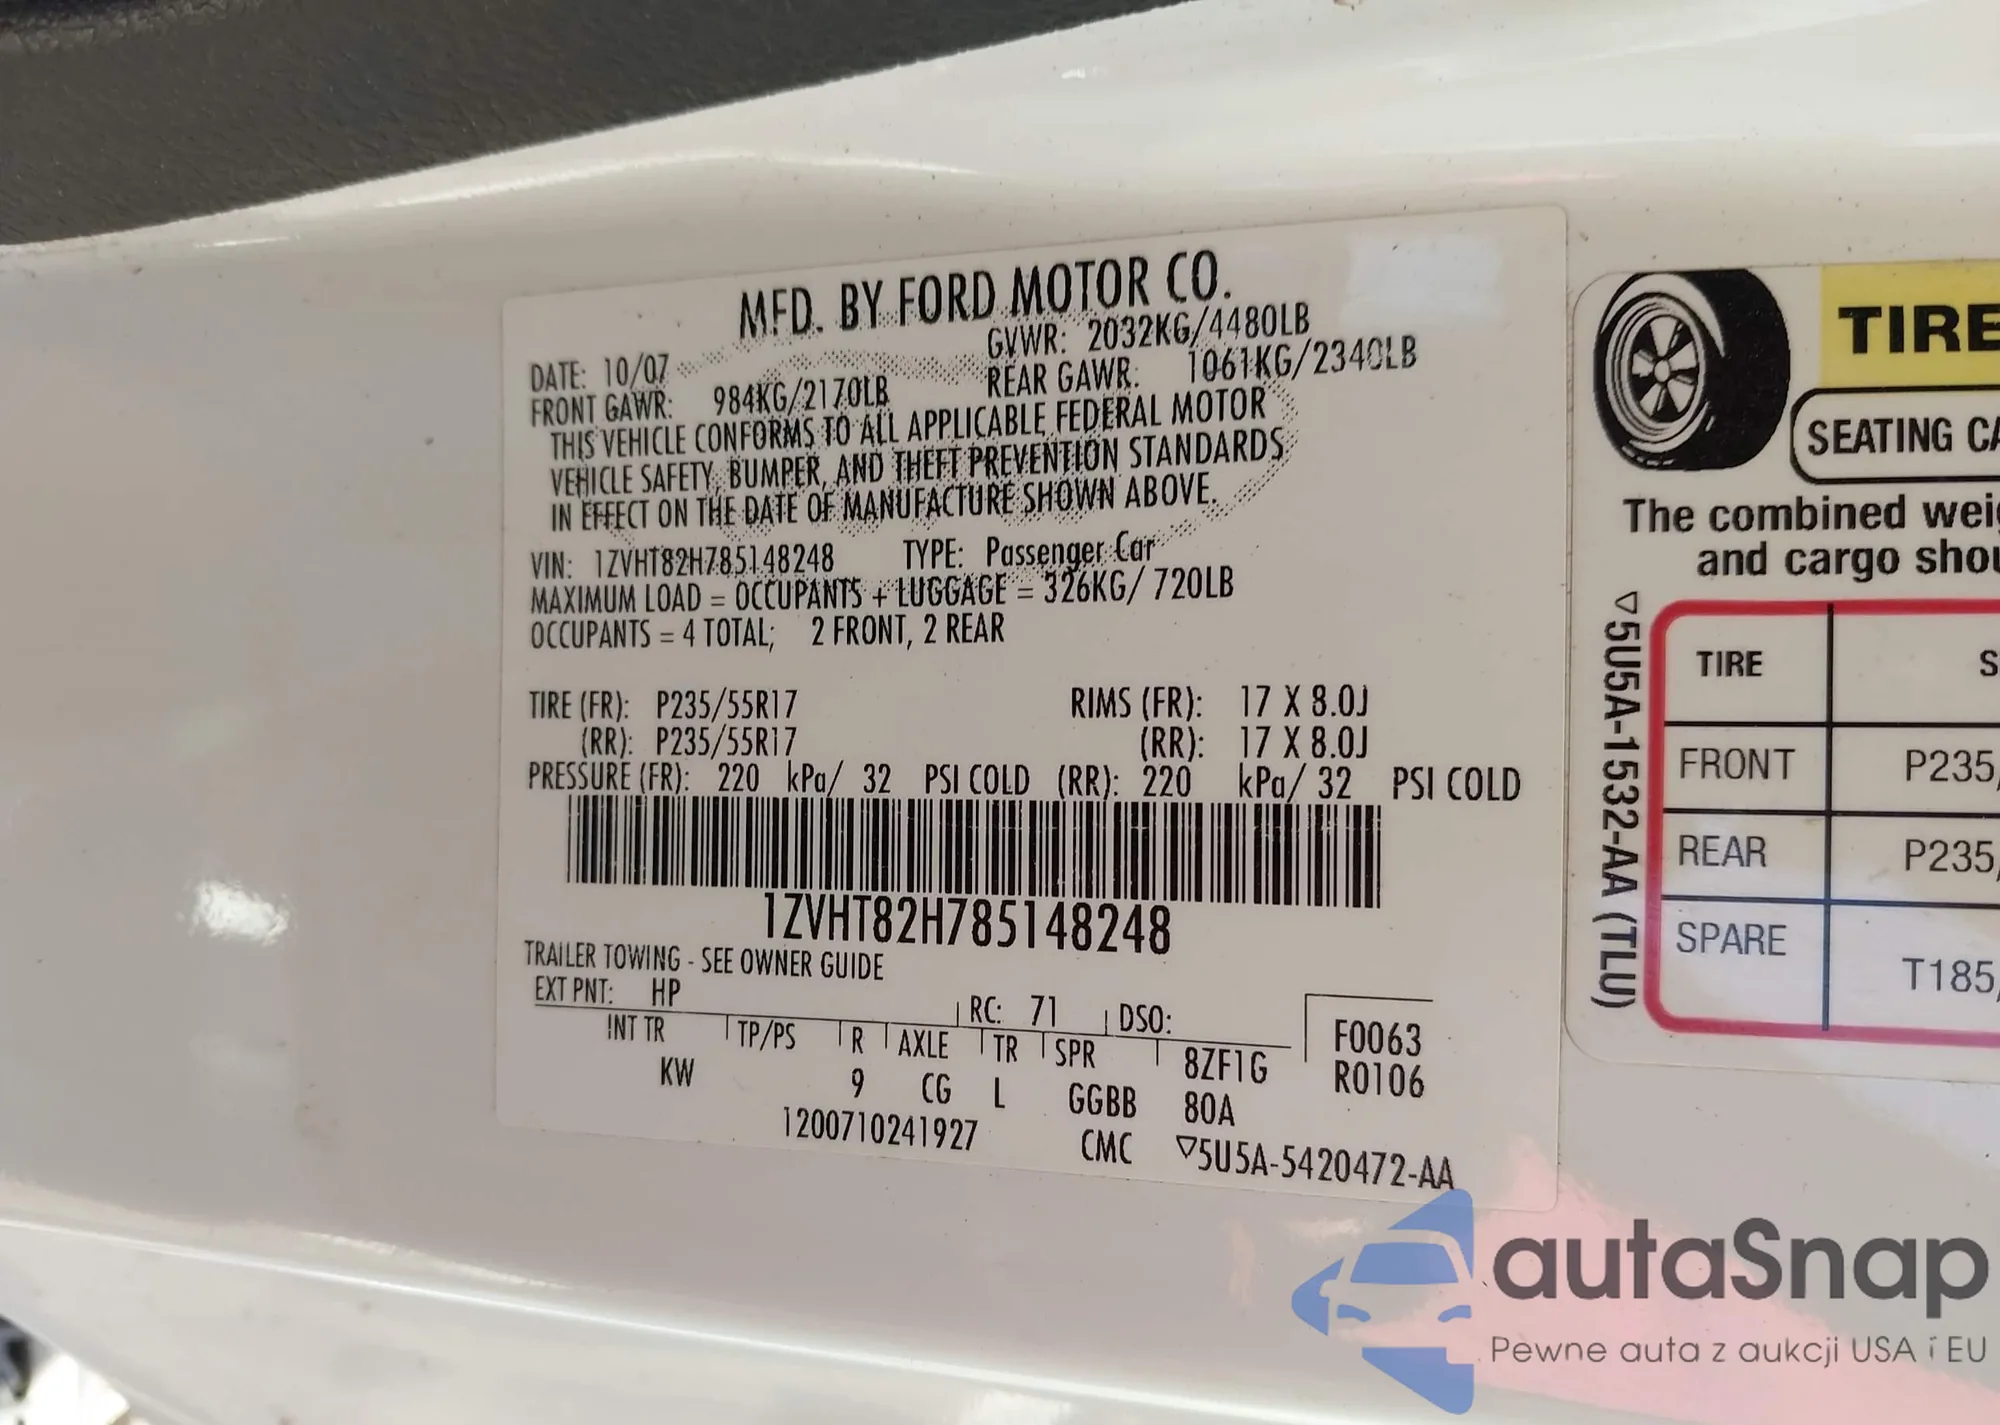 MFD. BY FORD MOTOR CO.
DATE: 10/07 GVWR: 2032KG/4480LB
FRONT GAWR: 984KG/2170LB REAR GAWR: 1061KG/2340LB
THIS VEHICLE CONFORMS TO ALL APPLICABLE FEDERAL MOTOR
VEHICLE SAFETY, BUMPER, AND THEFT PREVENTION STANDARDS
IN EFFECT ON THE DATE OF MANUFACTURE SHOWN ABOVE.
VIN: 1ZVHT82H785148248 TYPE: Passenger Car
MAXIMUM LOAD = OCCUPANTS + LUGGAGE = 326KG/ 720LB
OCCUPANTS = 4 TOTAL; 2 FRONT, 2 REAR
TIRE (FR): P235/55R17 RIMS (FR): 17 X 8.0J
(RR): P235/55R17 (RR): 17 X 8.0J
PRESSURE (FR): 220 kPa/ 32 PSI COLD (RR): 220 kPa/ 32 PSI COLD
1ZVHT82H785148248
TRAILER TOWING - SEE OWNER GUIDE
EXT PNT: HP RC: 71 DSO: F0063
INT TR TP/PS R AXLE TR SPR 8ZF1G R0106
KW 9 CG L GGBB 80A
1200710241927 CMC ▽5U5A-5420472-AA
TIRE
SEATING CA
The combined weig
and cargo shou
▽5U5A-1532-AA (TLU)
TIRE S
FRONT P235/
REAR P235/
SPARE T185/
autaSnap
Pewne auta z aukcji USA i EU